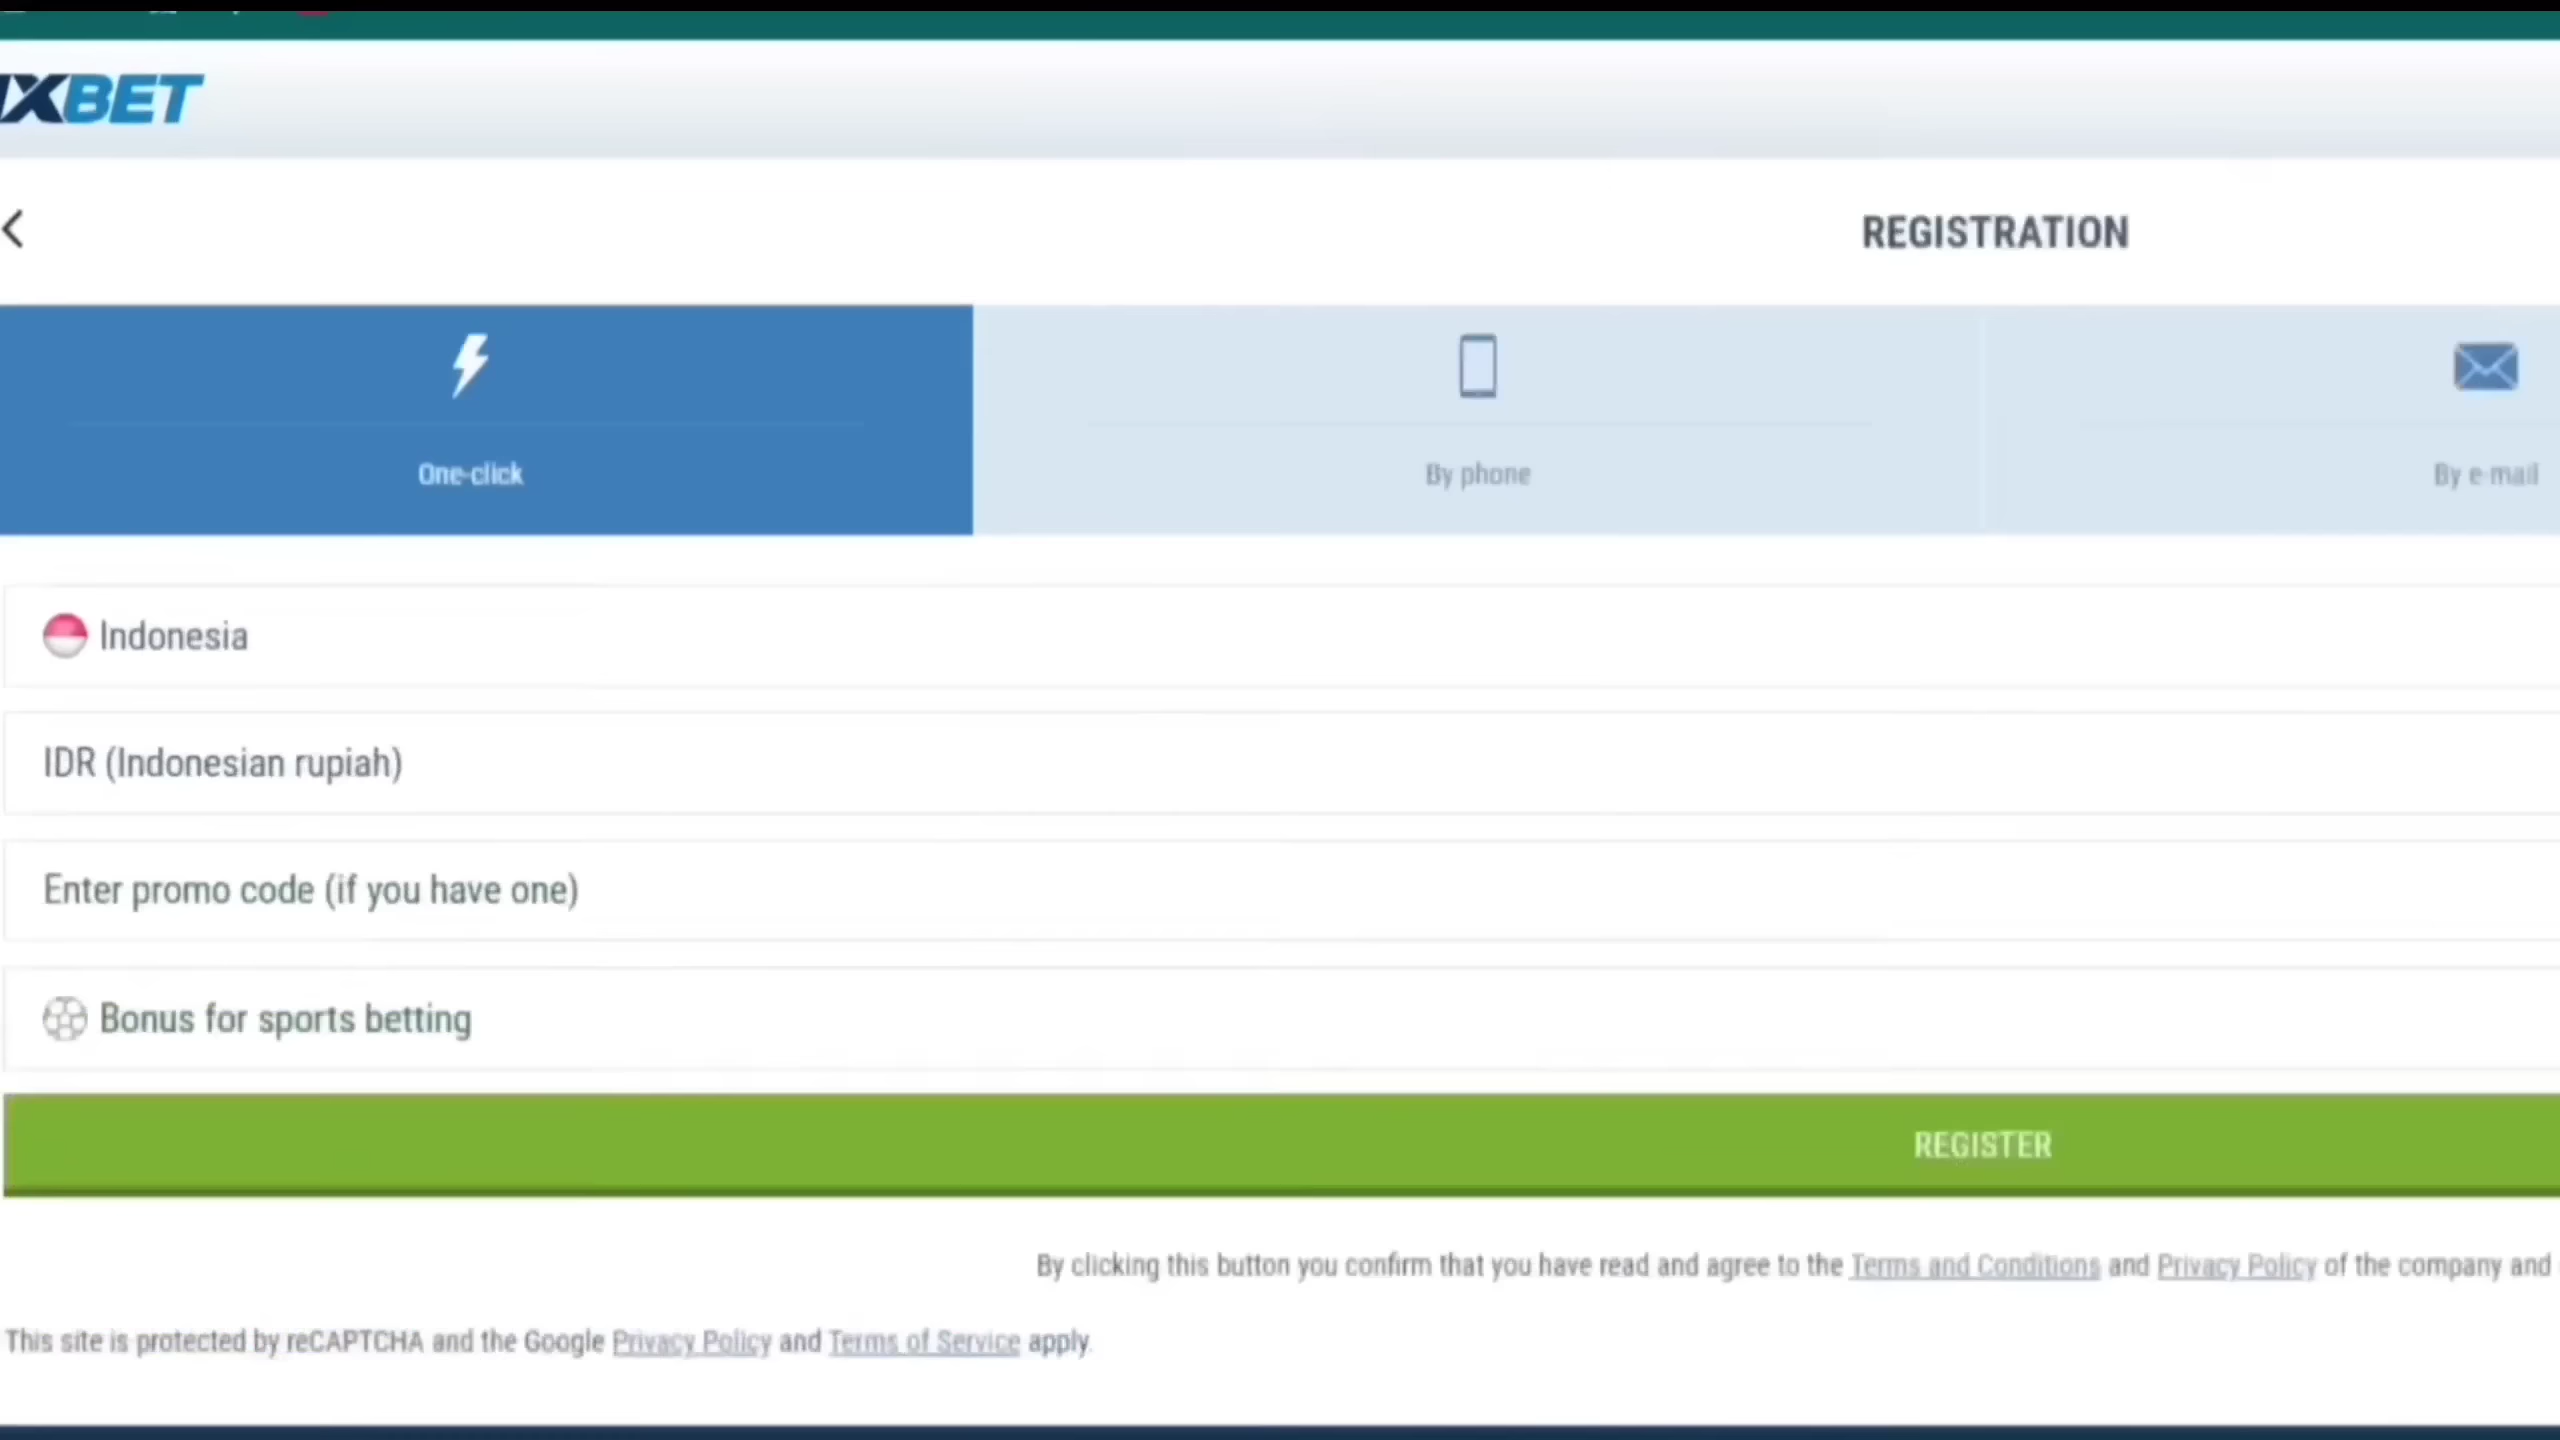 1XBET
REGISTRATION
One-click
By phone
By e-mail
Indonesia
IDR (Indonesian rupiah)
Enter promo code (if you have one)
Bonus for sports betting
REGISTER
By clicking this button you confirm that you have read and agree to the Terms and Conditions and Privacy Policy of the company and
This site is protected by reCAPTCHA and the Google Privacy Policy and Terms of Service apply.